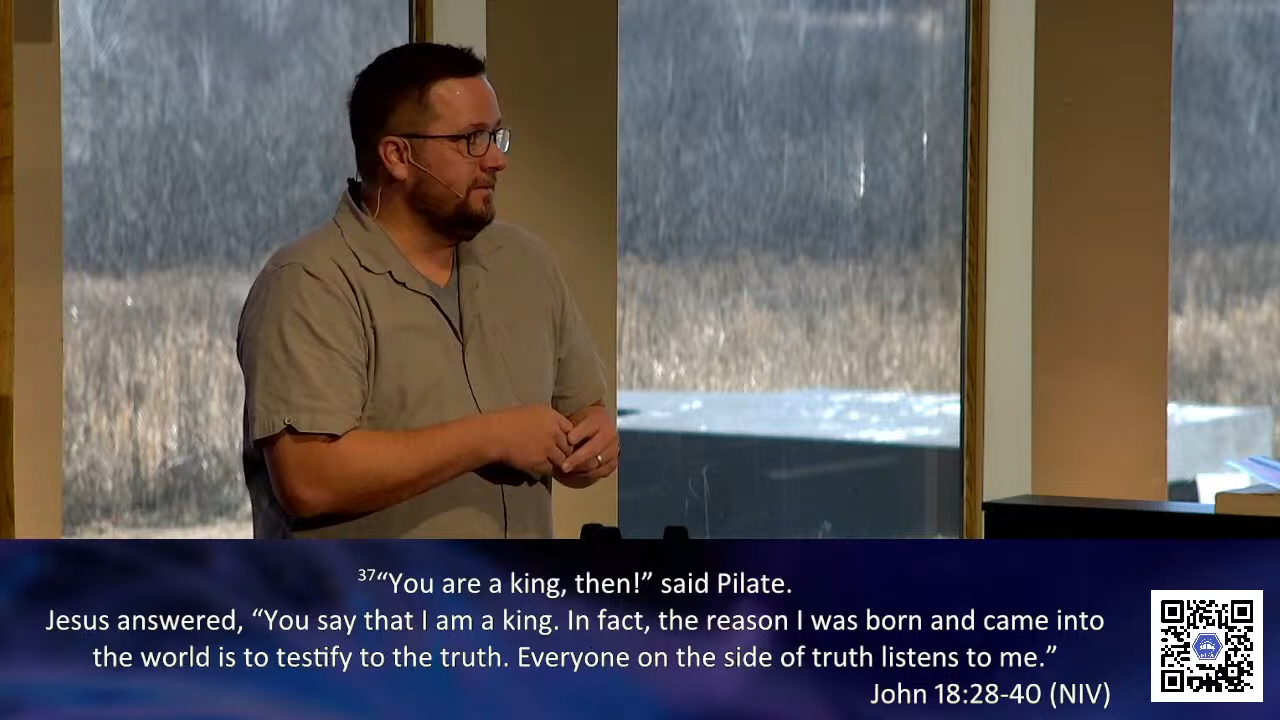 ³⁷“You are a king, then!” said Pilate.
Jesus answered, “You say that I am a king. In fact, the reason I was born and came into
the world is to testify to the truth. Everyone on the side of truth listens to me.”
John 18:28-40 (NIV)